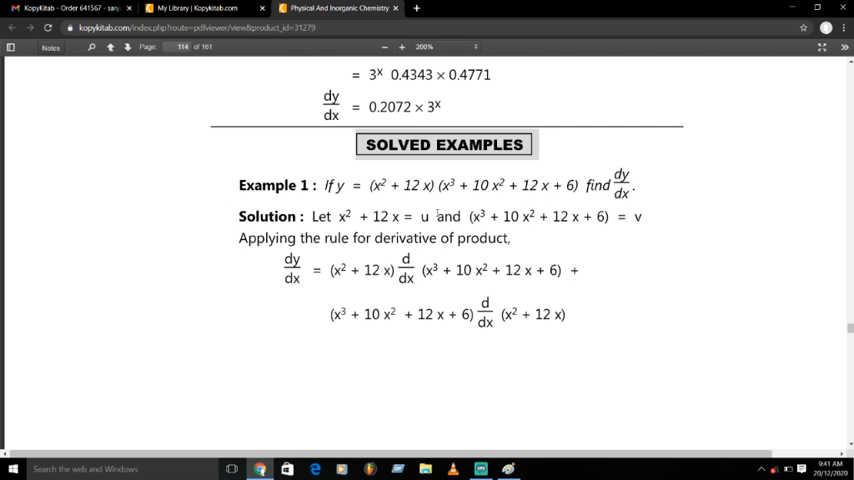 KopyKitab - Order 641567 - sanj
My Library | Kopykitab.com
Physical And Inorganic Chemistry
kopykitab.com/index.php?route=pdfviewer/view&product_id=31279
Notes
Page: 114 of 161
200%
= 3ˣ 0.4343 × 0.4771
dy/dx = 0.2072 × 3ˣ
SOLVED EXAMPLES
Example 1 : If y = (x² + 12 x) (x³ + 10 x² + 12 x + 6) find dy/dx.
Solution : Let x² + 12 x = u and (x³ + 10 x² + 12 x + 6) = v
Applying the rule for derivative of product,
dy/dx = (x² + 12 x) d/dx (x³ + 10 x² + 12 x + 6) +
(x³ + 10 x² + 12 x + 6) d/dx (x² + 12 x)
Search the web and Windows
9:41 AM
20/12/2020